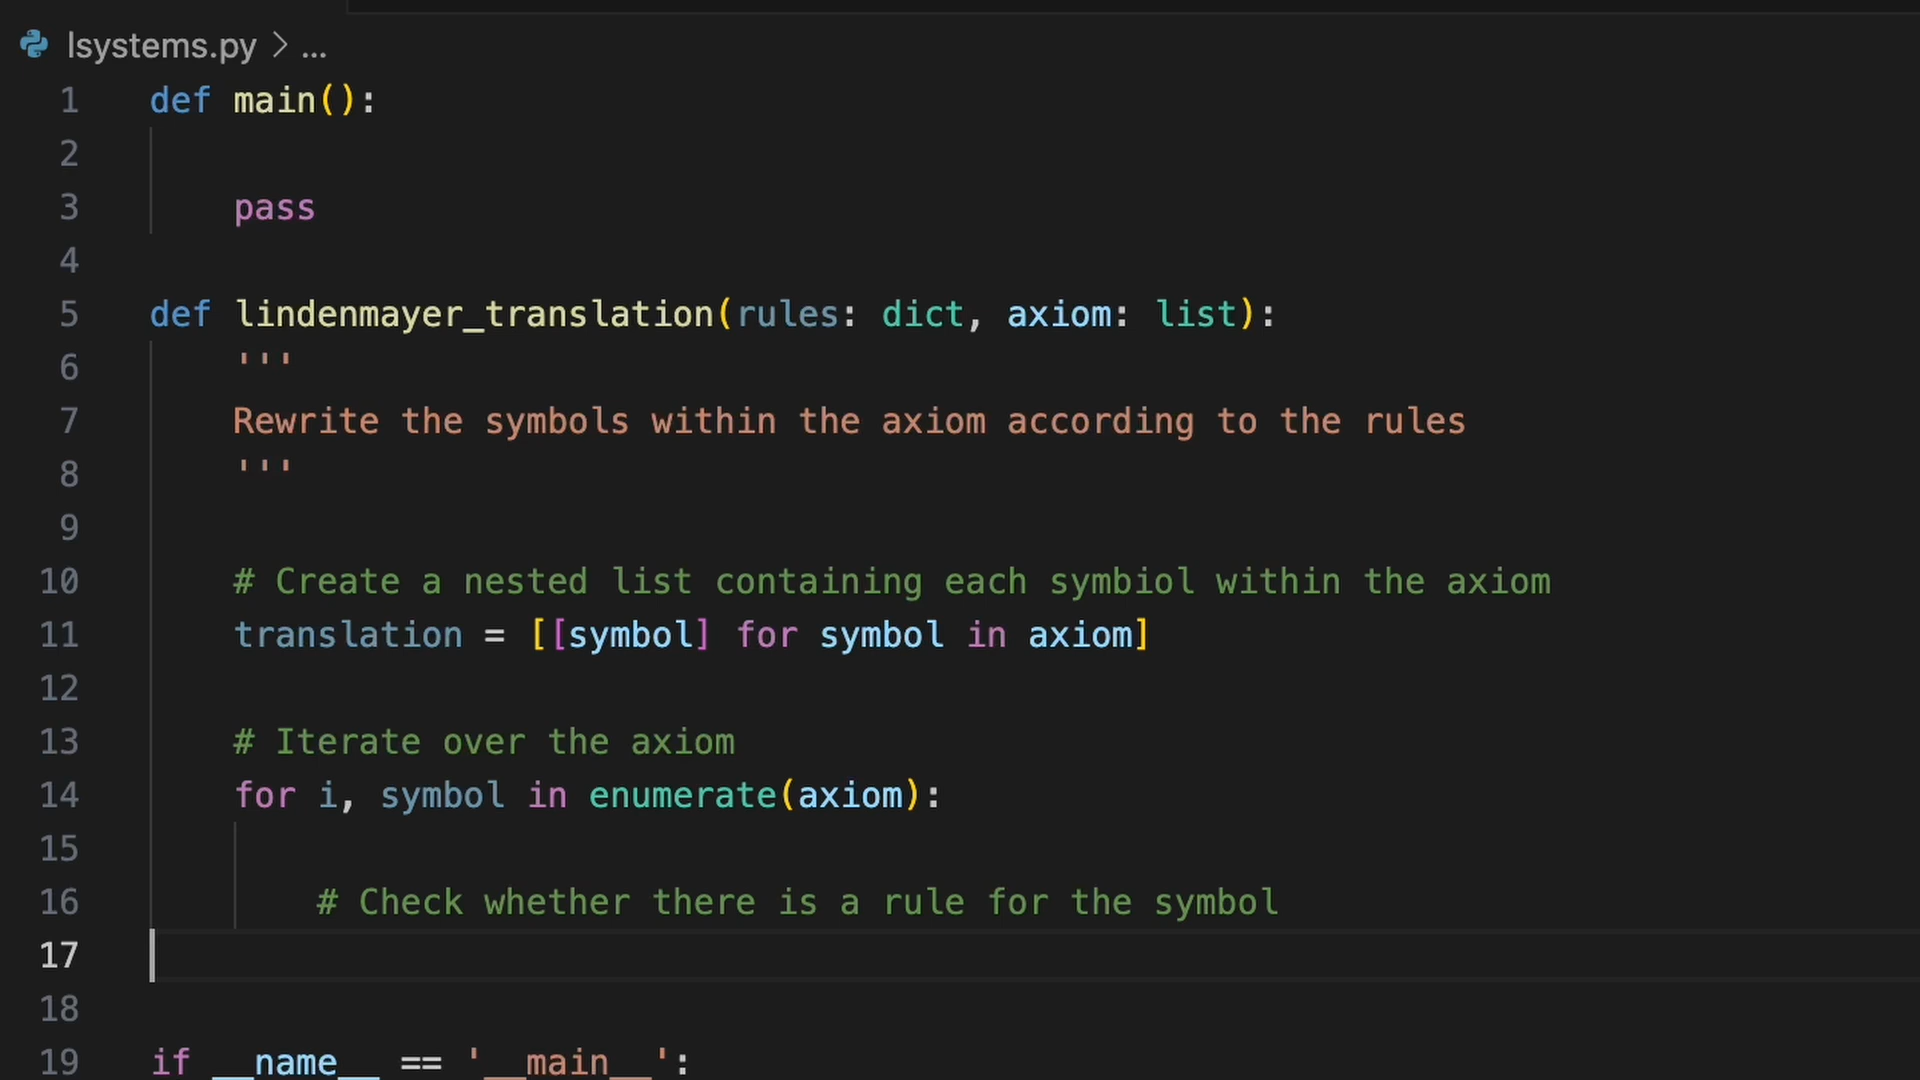 lsystems.py > ...
1 def main():
2
3     pass
4
5 def lindenmayer_translation(rules: dict, axiom: list):
6     '''
7     Rewrite the symbols within the axiom according to the rules
8     '''
9
10     # Create a nested list containing each symbiol within the axiom
11     translation = [[symbol] for symbol in axiom]
12
13     # Iterate over the axiom
14     for i, symbol in enumerate(axiom):
15
16         # Check whether there is a rule for the symbol
17
18
19 if __name__ == '__main__':